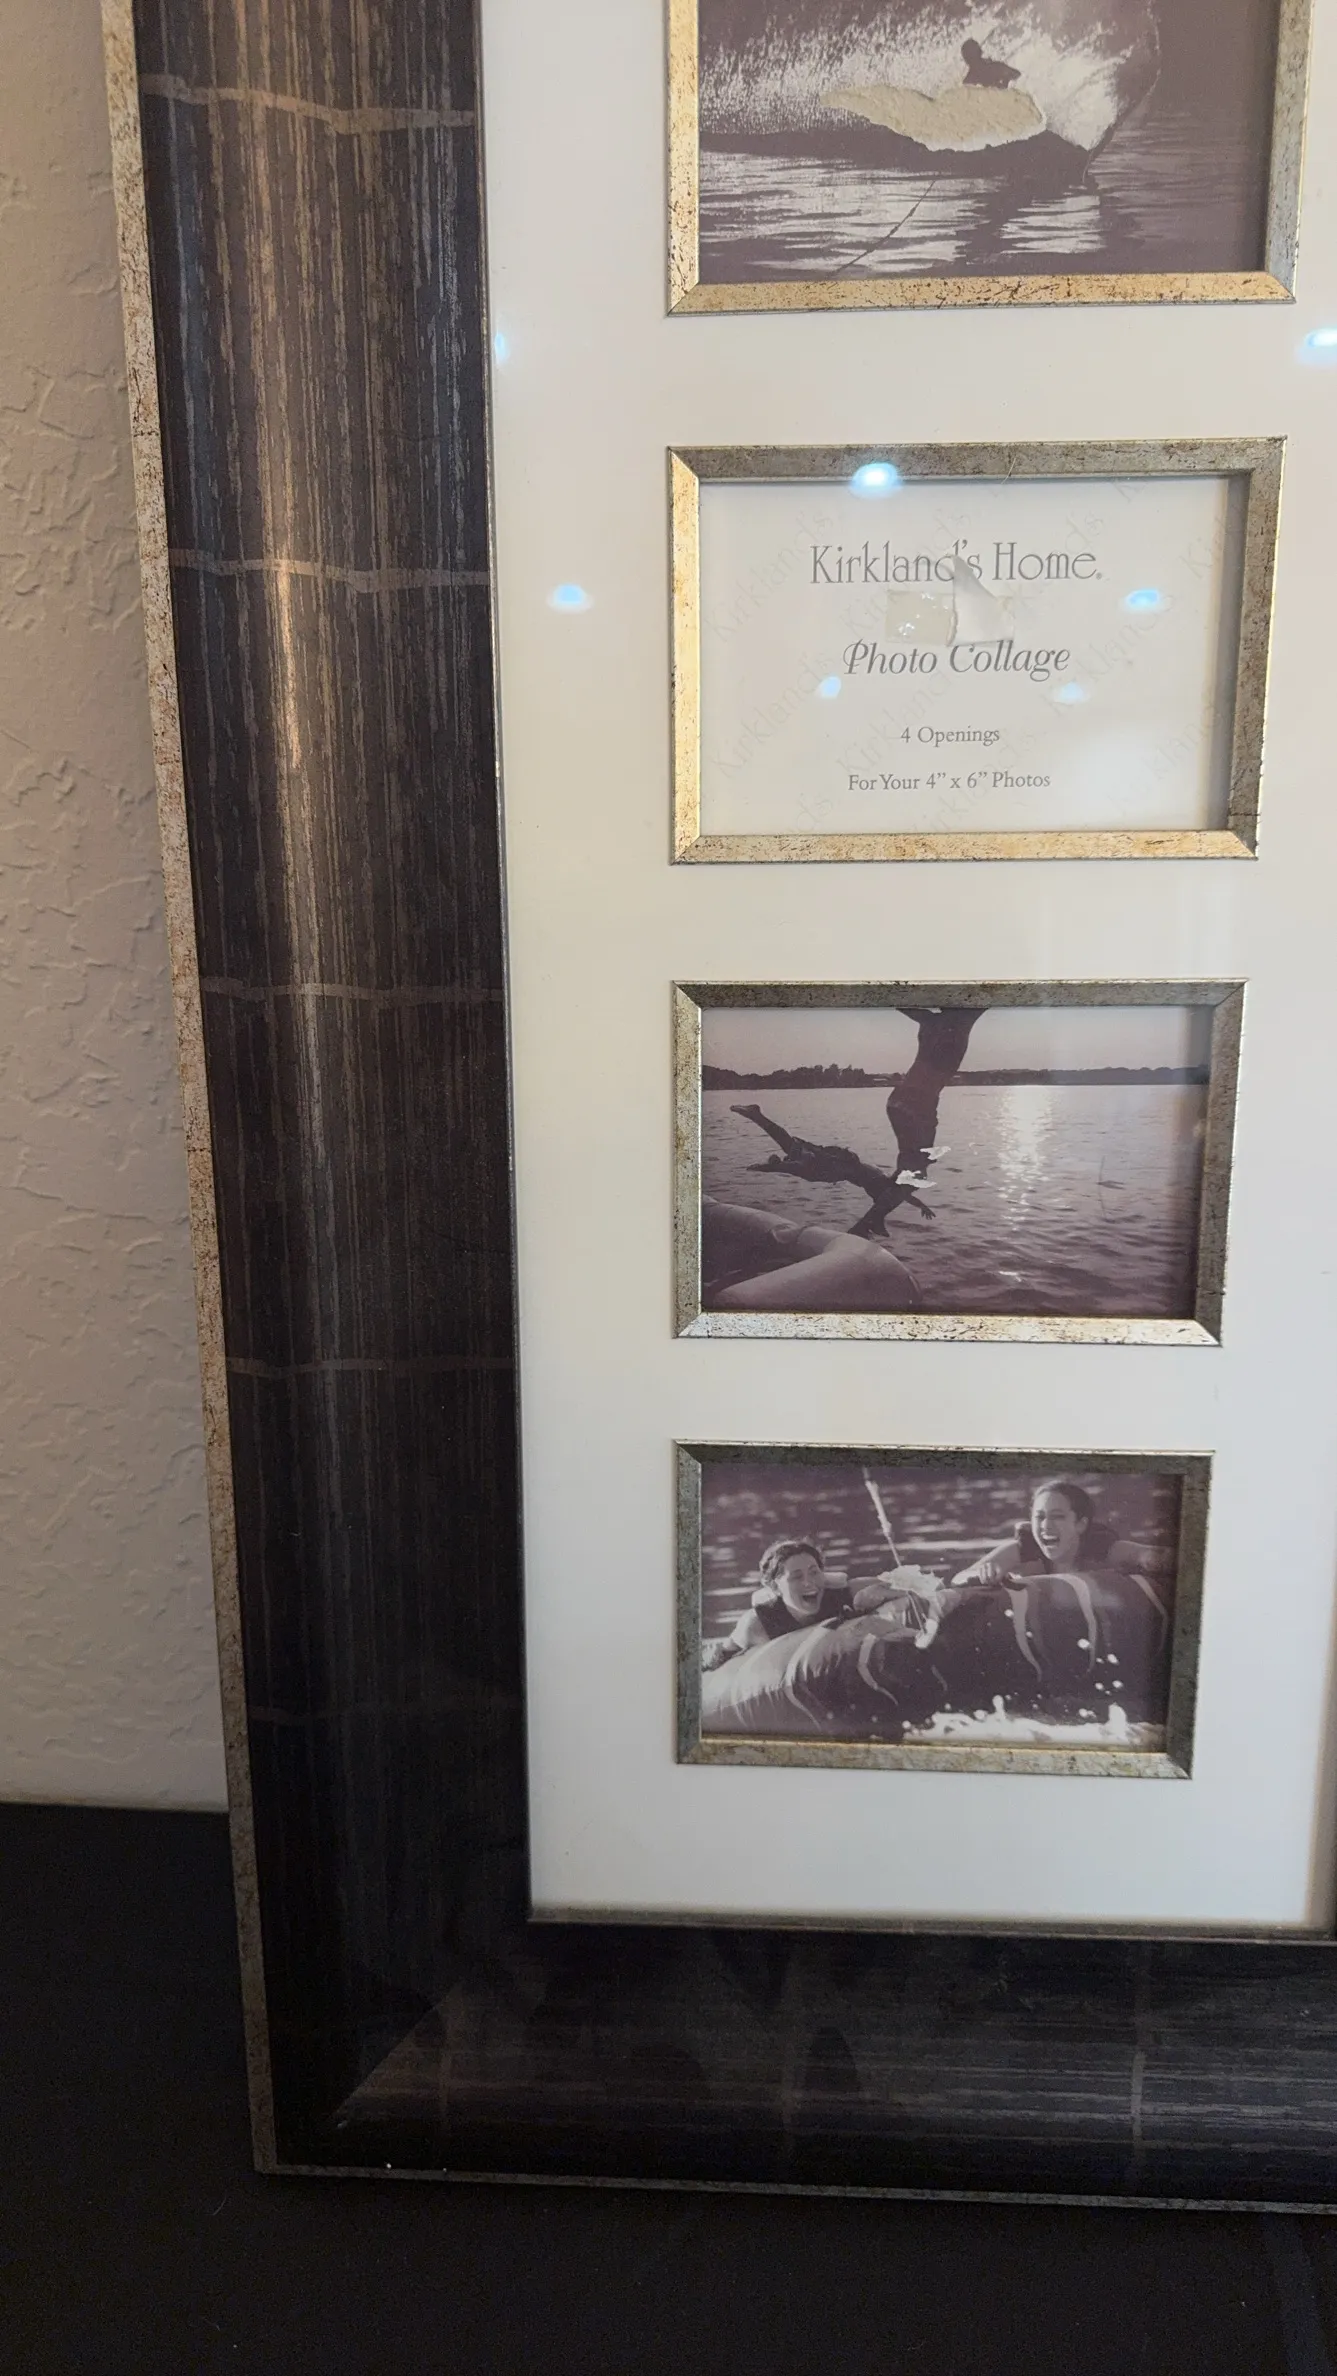 Kirkland's Home®
Photo Collage
4 Openings
For Your 4" x 6" Photos